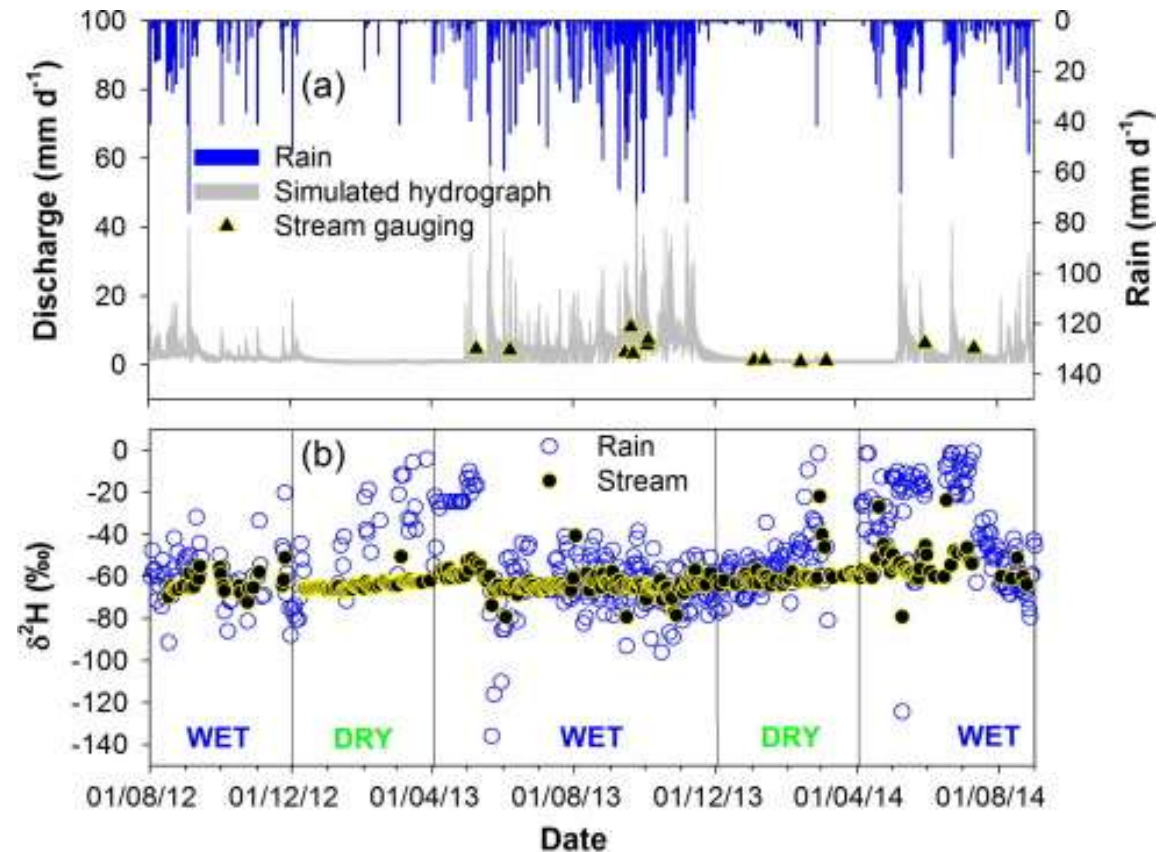 (a)
Rain
Simulated hydrograph
Stream gauging
Discharge (mm d⁻¹)
100
80
60
40
20
0
Rain (mm d⁻¹)
0
20
40
60
80
100
120
140
(b)
Rain
Stream
δ²H (‰)
0
-20
-40
-60
-80
-100
-120
-140
WET DRY WET DRY WET
01/08/12 01/12/12 01/04/13 01/08/13 01/12/13 01/04/14 01/08/14
Date